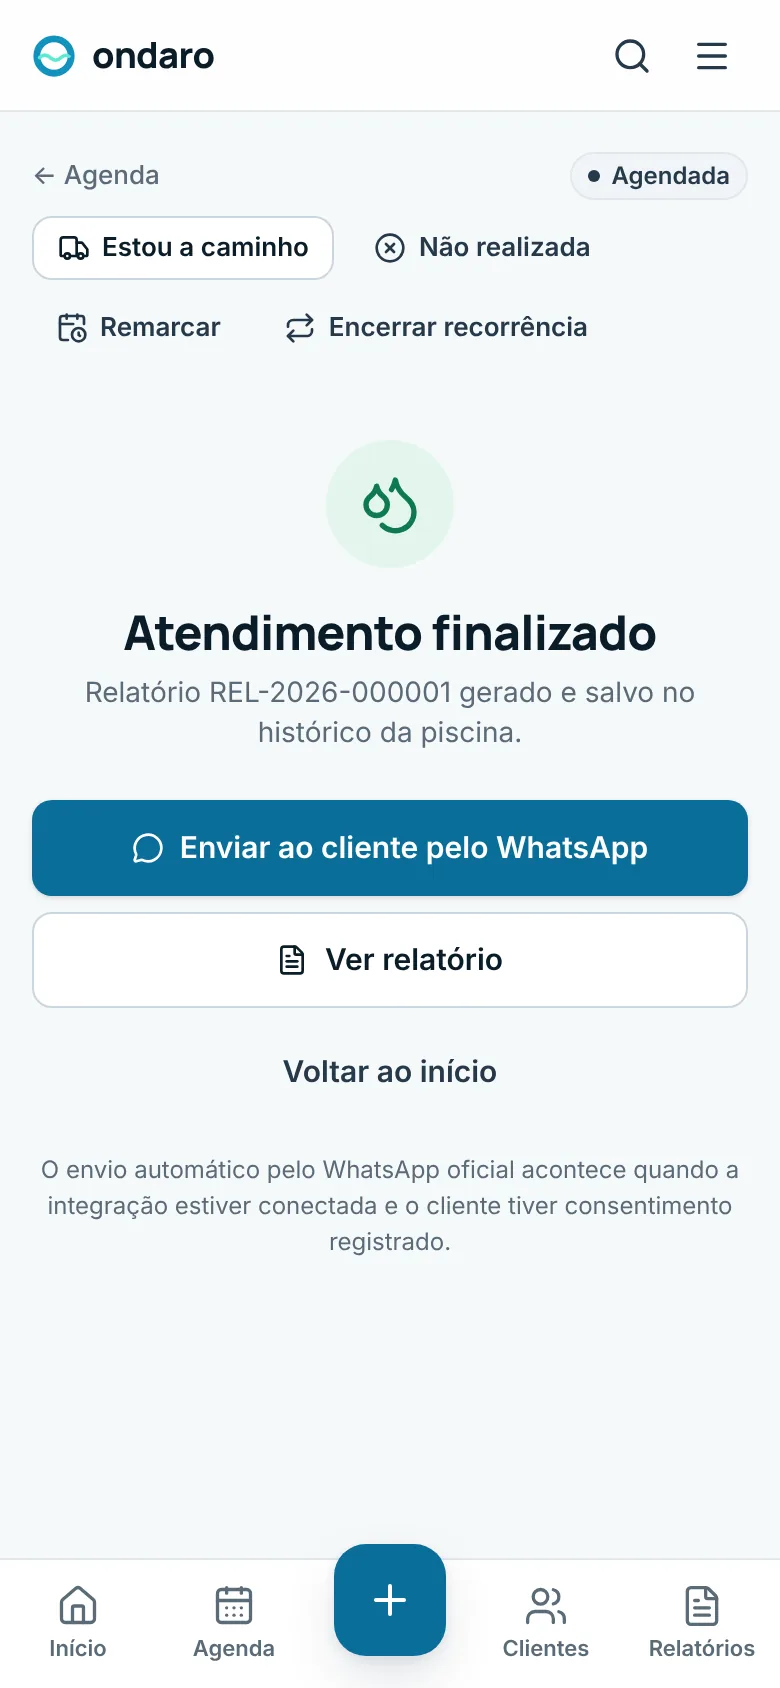 ondaro
← Agenda
Agendada
Estou a caminho
Não realizada
Remarcar
Encerrar recorrência
Atendimento finalizado
Relatório REL-2026-000001 gerado e salvo no
histórico da piscina.
Enviar ao cliente pelo WhatsApp
Ver relatório
Voltar ao início
O envio automático pelo WhatsApp oficial acontece quando a
integração estiver conectada e o cliente tiver consentimento
registrado.
Início
Agenda
Clientes
Relatórios